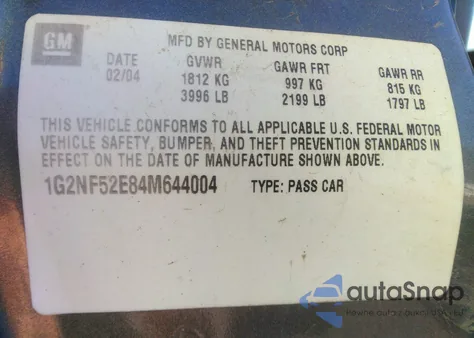 GM
MFD BY GENERAL MOTORS CORP
DATE GVWR GAWR FRT GAWR RR
02/04 1812 KG 997 KG 815 KG
3996 LB 2199 LB 1797 LB
THIS VEHICLE CONFORMS TO ALL APPLICABLE U.S. FEDERAL MOTOR
VEHICLE SAFETY, BUMPER, AND THEFT PREVENTION STANDARDS IN
EFFECT ON THE DATE OF MANUFACTURE SHOWN ABOVE.
1G2NF52E84M644004 TYPE: PASS CAR
autoSnap